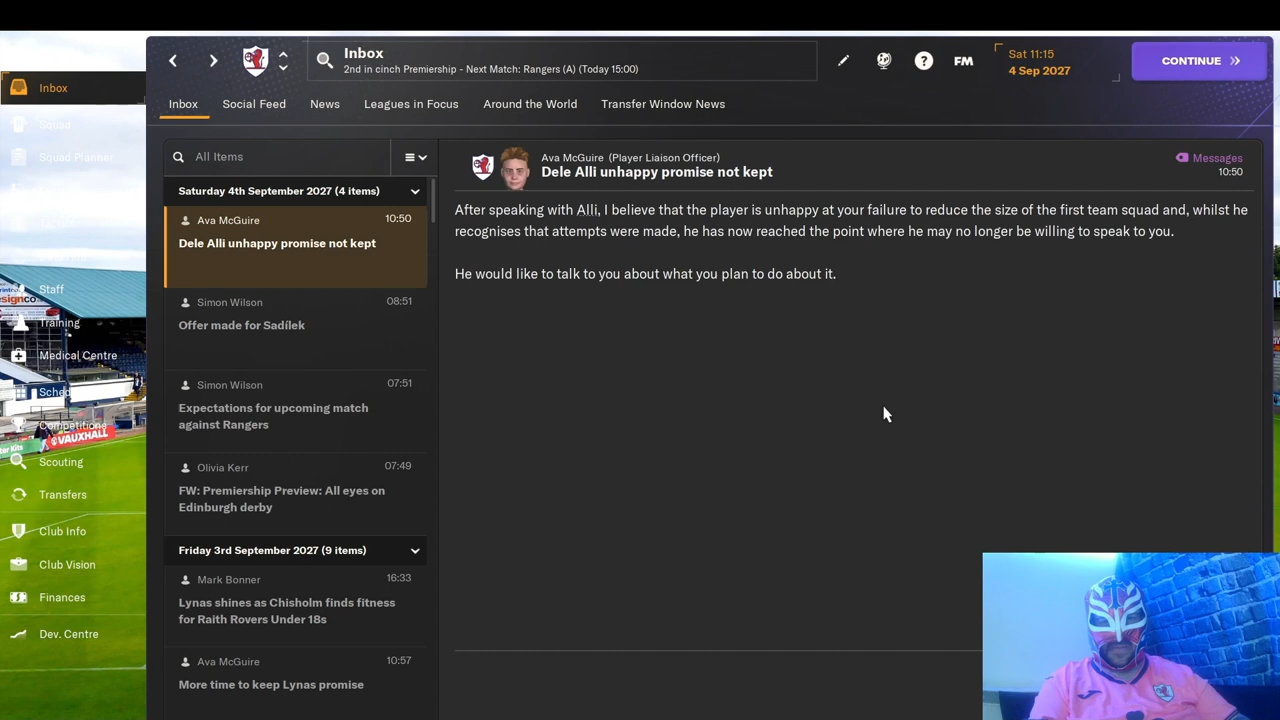 Inbox
2nd in cinch Premiership - Next Match: Rangers (A) (Today 15:00)
FM
Sat 11:15
4 Sep 2027
CONTINUE
Inbox
Social Feed
News
Leagues in Focus
Around the World
Transfer Window News
Inbox
Squad
Squad Planner
Staff
Training
Medical Centre
Sched
Competitions
VAUXHALL
Scouting
Transfers
Club Info
Club Vision
Finances
Dev. Centre
All Items
Saturday 4th September 2027 (4 items)
Ava McGuire 10:50
Dele Alli unhappy promise not kept
Simon Wilson 08:51
Offer made for Sadílek
Simon Wilson 07:51
Expectations for upcoming match
against Rangers
Olivia Kerr 07:49
FW: Premiership Preview: All eyes on
Edinburgh derby
Friday 3rd September 2027 (9 items)
Mark Bonner 16:33
Lynas shines as Chisholm finds fitness
for Raith Rovers Under 18s
Ava McGuire 10:57
More time to keep Lynas promise
Ava McGuire (Player Liaison Officer)
Dele Alli unhappy promise not kept
Messages
10:50
After speaking with Alli, I believe that the player is unhappy at your failure to reduce the size of the first team squad and, whilst he
recognises that attempts were made, he has now reached the point where he may no longer be willing to speak to you.
He would like to talk to you about what you plan to do about it.